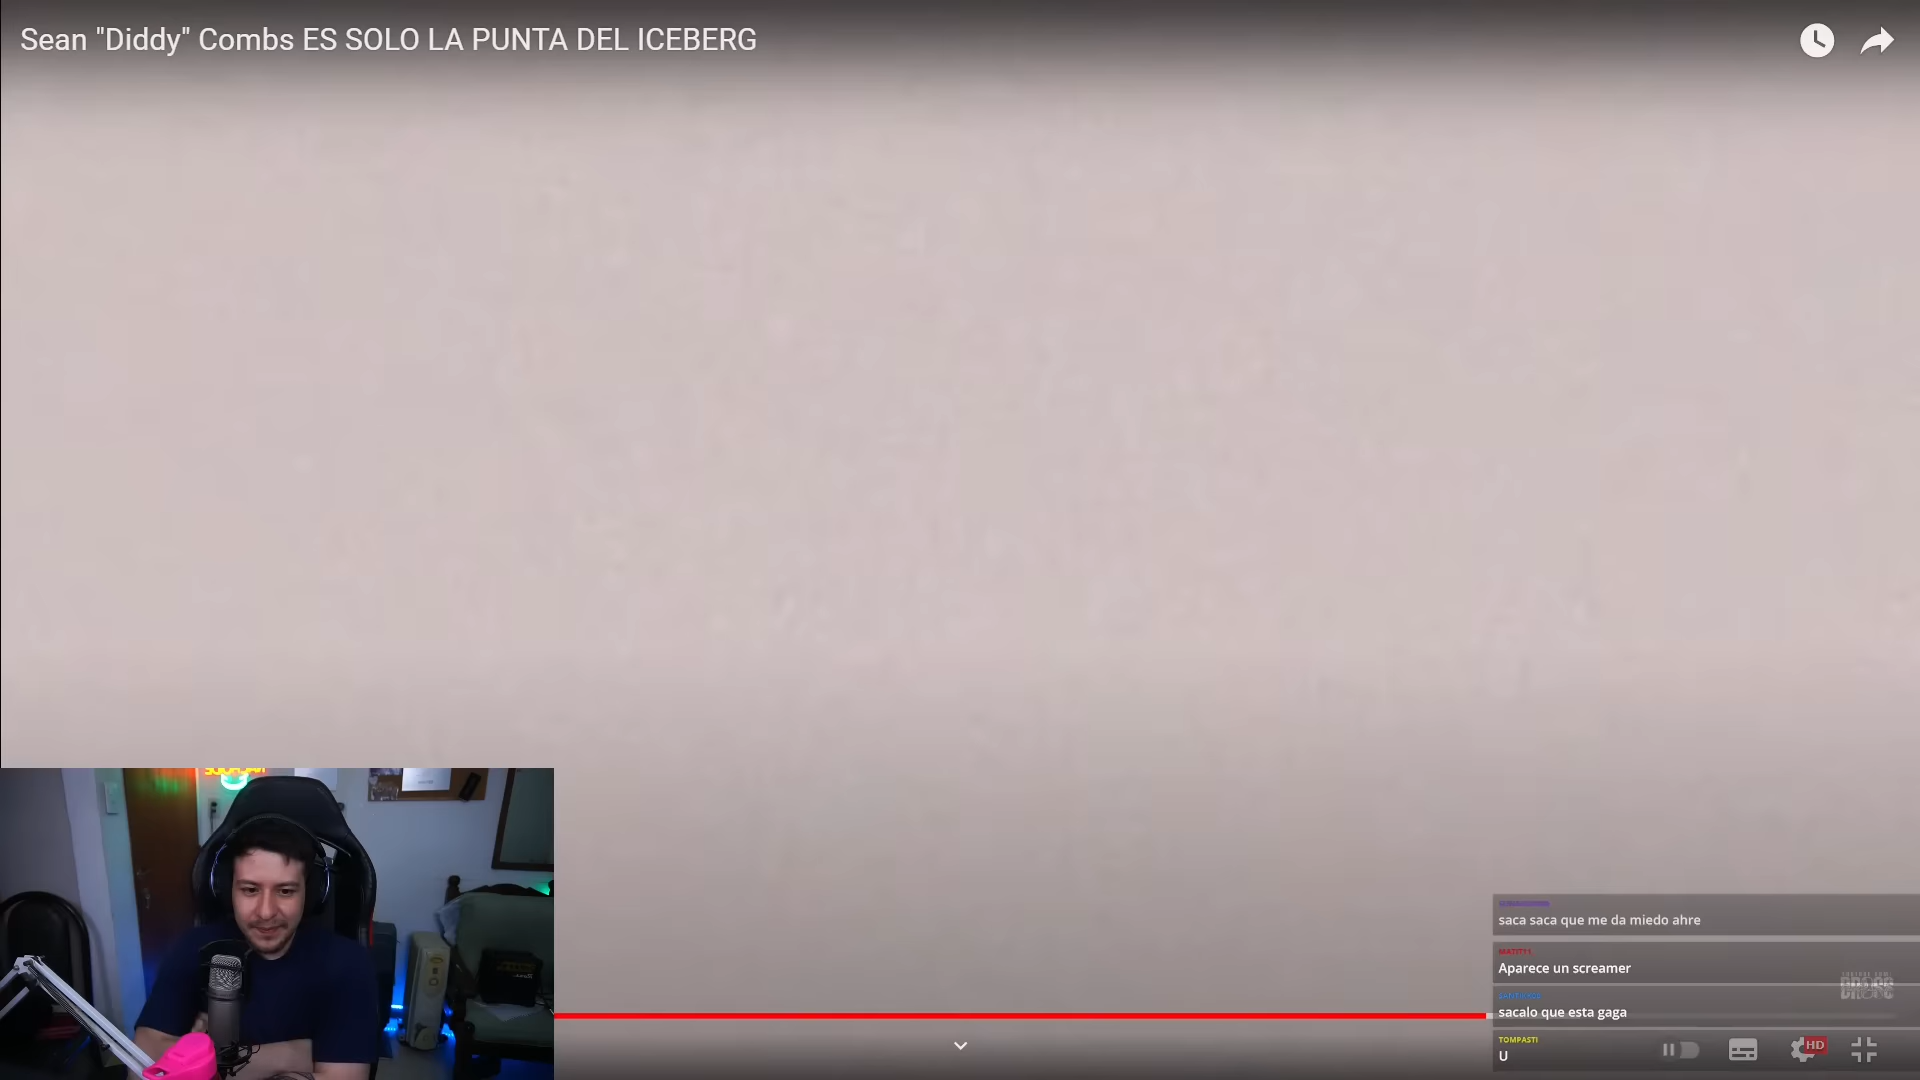 Sean "Diddy" Combs ES SOLO LA PUNTA DEL ICEBERG
saca saca que me da miedo ahre
Aparece un screamer
sacalo que esta gaga
TOMPASTI
U
HD